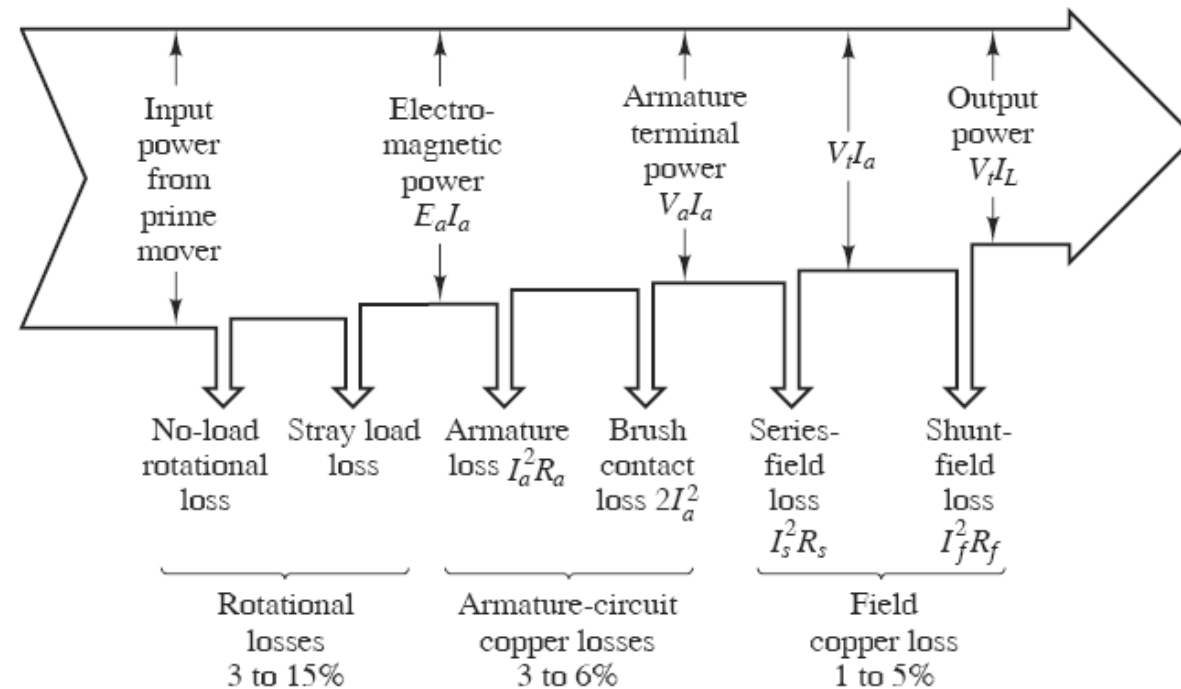 Input
power
from
prime
mover
Electro-
magnetic
power
EₐIₐ
Armature
terminal
power
VₐIₐ
VₜIₐ
Output
power
VₜI_L
No-load
rotational
loss
Stray load
loss
Armature
loss Iₐ²Rₐ
Brush
contact
loss 2Iₐ²
Series-
field
loss
Iₛ²Rₛ
Shunt-
field
loss
I_f²R_f
Rotational
losses
3 to 15%
Armature-circuit
copper losses
3 to 6%
Field
copper loss
1 to 5%